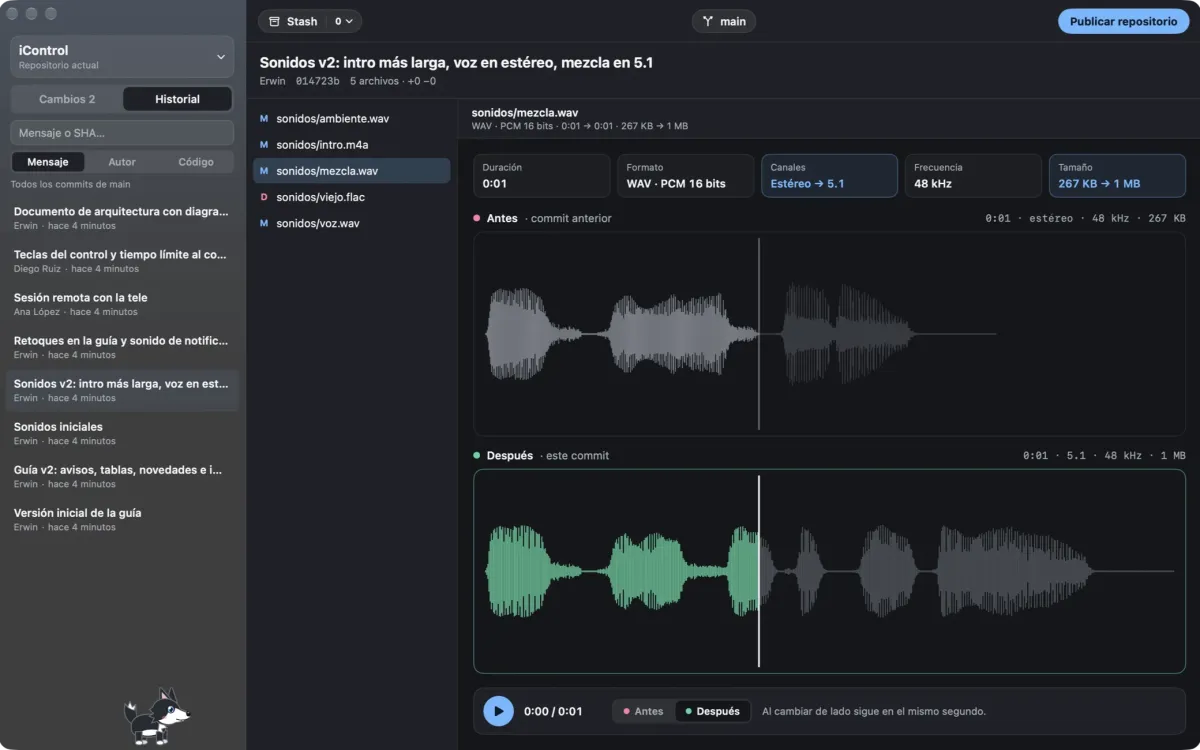 iControl
Repositorio actual
Cambios 2
Historial
Mensaje o SHA...
Mensaje
Autor
Código
Todos los commits de main
Documento de arquitectura con diagra...
Erwin · hace 4 minutos
Teclas del control y tiempo límite al co...
Diego Ruiz · hace 4 minutos
Sesión remota con la tele
Ana López · hace 4 minutos
Retoques en la guía y sonido de notific...
Erwin · hace 4 minutos
Sonidos v2: intro más larga, voz en est...
Erwin · hace 4 minutos
Sonidos iniciales
Erwin · hace 4 minutos
Guía v2: avisos, tablas, novedades e i...
Erwin · hace 4 minutos
Versión inicial de la guía
Erwin · hace 4 minutos
Stash 0
main
Publicar repositorio
Sonidos v2: intro más larga, voz en estéreo, mezcla en 5.1
Erwin 014723b 5 archivos · +0 −0
M sonidos/ambiente.wav
M sonidos/intro.m4a
M sonidos/mezcla.wav
D sonidos/viejo.flac
M sonidos/voz.wav
sonidos/mezcla.wav
WAV · PCM 16 bits · 0:01 → 0:01 · 267 KB → 1 MB
Duración
0:01
Formato
WAV · PCM 16 bits
Canales
Estéreo → 5.1
Frecuencia
48 kHz
Tamaño
267 KB → 1 MB
Antes · commit anterior
0:01 · estéreo · 48 kHz · 267 KB
Después · este commit
0:01 · 5.1 · 48 kHz · 1 MB
0:00 / 0:01
Antes
Después
Al cambiar de lado sigue en el mismo segundo.